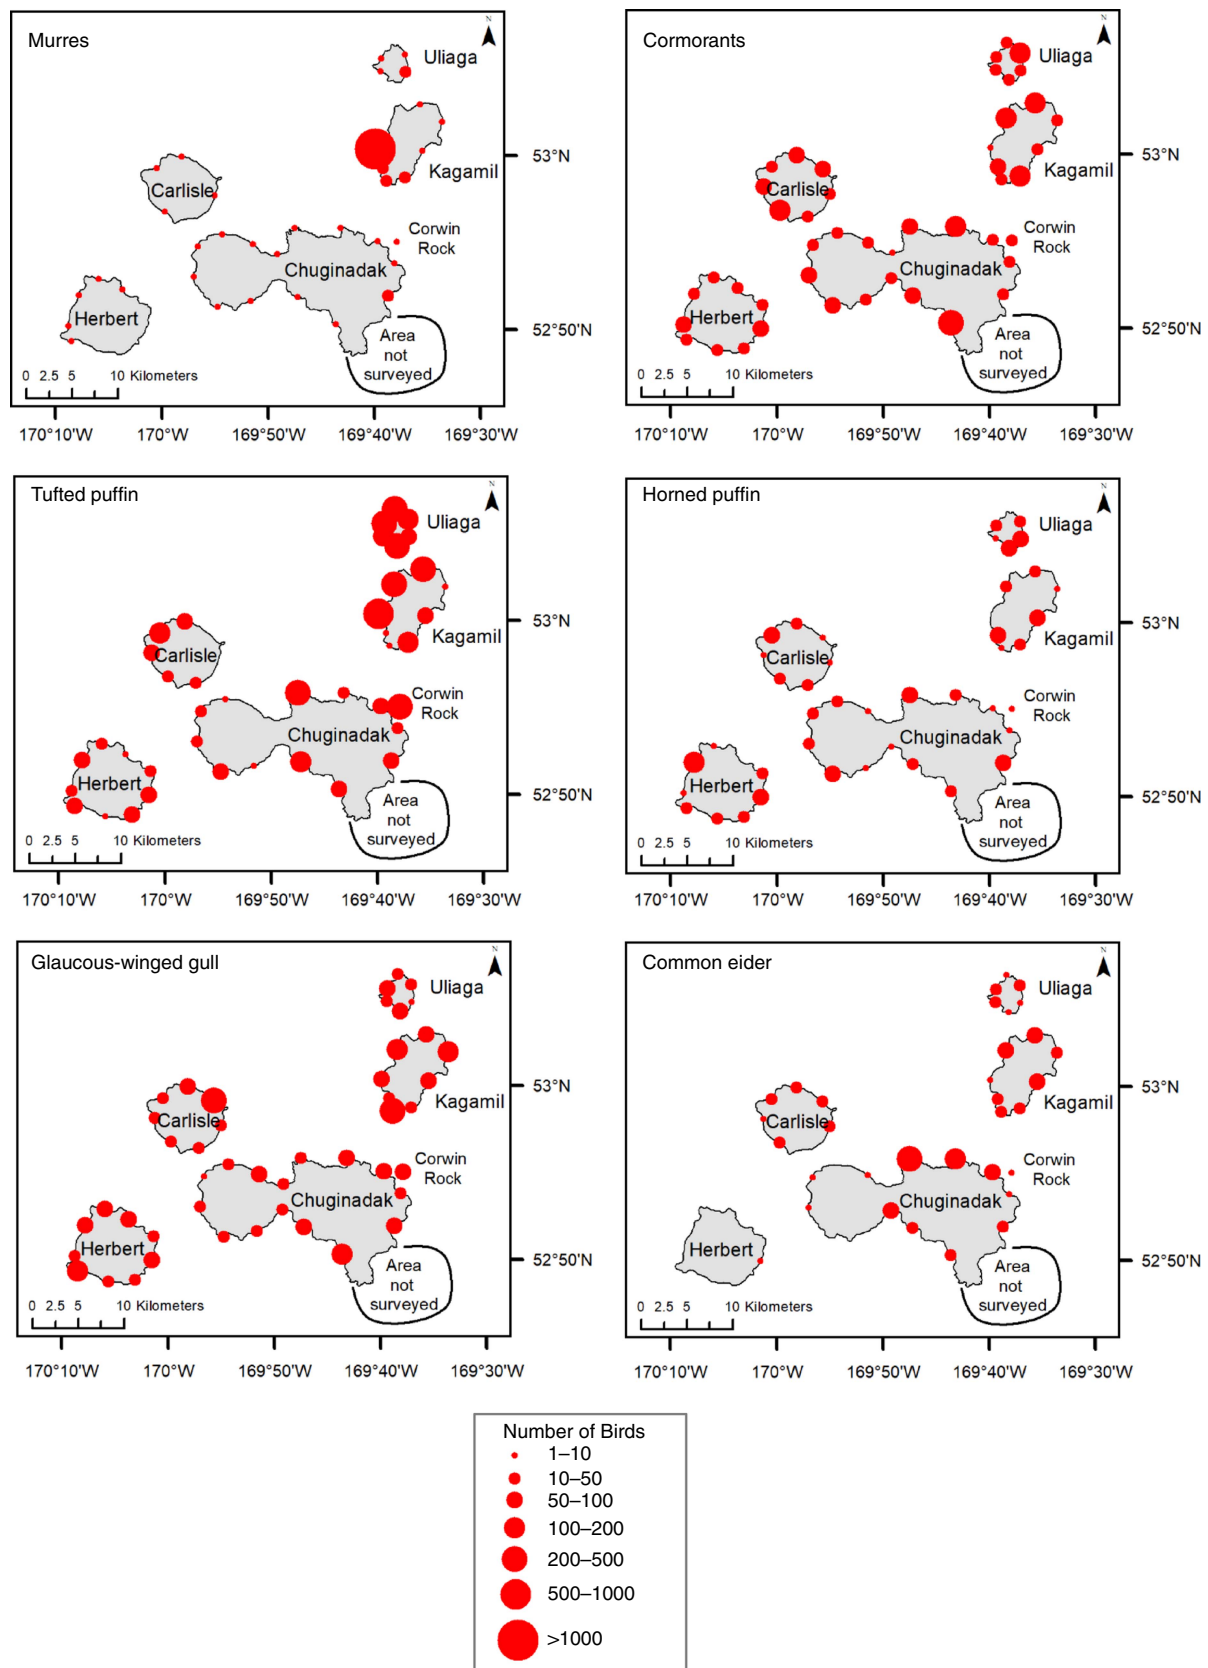 Murres
N
Uliaga
Kagamil
Carlisle
Corwin
Rock
Chuginadak
Herbert
Area
not
surveyed
0 2.5 5 10 Kilometers
53°N
52°50'N
170°10'W 170°W 169°50'W 169°40'W 169°30'W
Cormorants
N
Uliaga
Kagamil
Carlisle
Corwin
Rock
Chuginadak
Herbert
Area
not
surveyed
0 2.5 5 10 Kilometers
53°N
52°50'N
170°10'W 170°W 169°50'W 169°40'W 169°30'W
Tufted puffin
N
Uliaga
Kagamil
Carlisle
Corwin
Rock
Chuginadak
Herbert
Area
not
surveyed
0 2.5 5 10 Kilometers
53°N
52°50'N
170°10'W 170°W 169°50'W 169°40'W 169°30'W
Horned puffin
N
Uliaga
Kagamil
Carlisle
Corwin
Rock
Chuginadak
Herbert
Area
not
surveyed
0 2.5 5 10 Kilometers
53°N
52°50'N
170°10'W 170°W 169°50'W 169°40'W 169°30'W
Glaucous-winged gull
N
Uliaga
Kagamil
Carlisle
Corwin
Rock
Chuginadak
Herbert
Area
not
surveyed
0 2.5 5 10 Kilometers
53°N
52°50'N
170°10'W 170°W 169°50'W 169°40'W 169°30'W
Common eider
N
Uliaga
Kagamil
Carlisle
Corwin
Rock
Chuginadak
Herbert
Area
not
surveyed
0 2.5 5 10 Kilometers
53°N
52°50'N
170°10'W 170°W 169°50'W 169°40'W 169°30'W
Number of Birds
1–10
10–50
50–100
100–200
200–500
500–1000
>1000